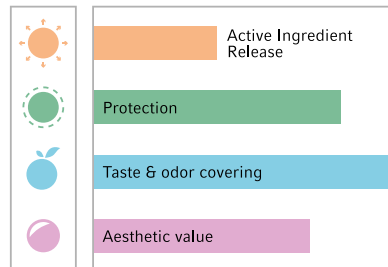 Active Ingredient
Release
Protection
Taste & odor covering
Aesthetic value